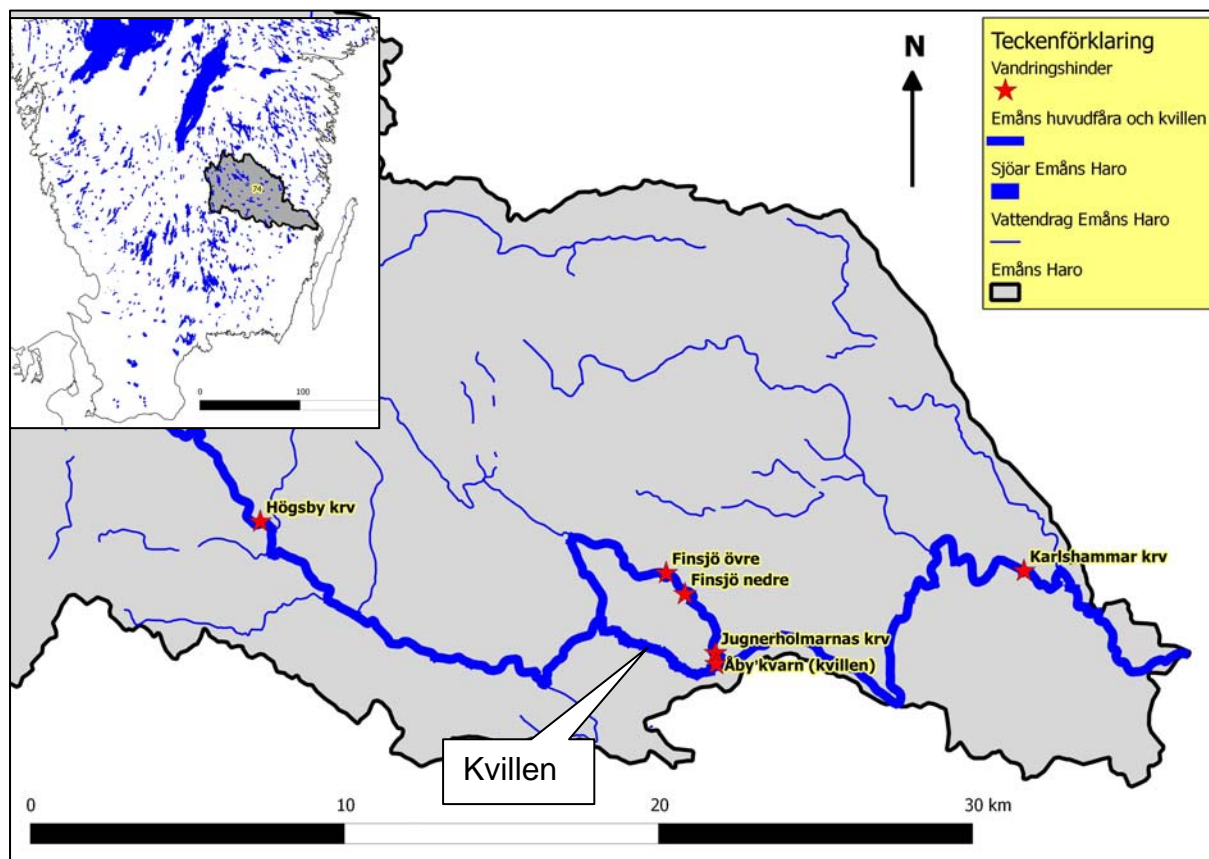 74
0 100
N
Teckenförklaring
Vandringshinder
Emåns huvudfåra och kvillen
Sjöar Emåns Haro
Vattendrag Emåns Haro
Emåns Haro
Högsby krv
Finsjö övre
Finsjö nedre
Karlshammar krv
Jugnerholmarnas krv
Åby kvarn (kvillen)
Kvillen
0 10 20 30 km